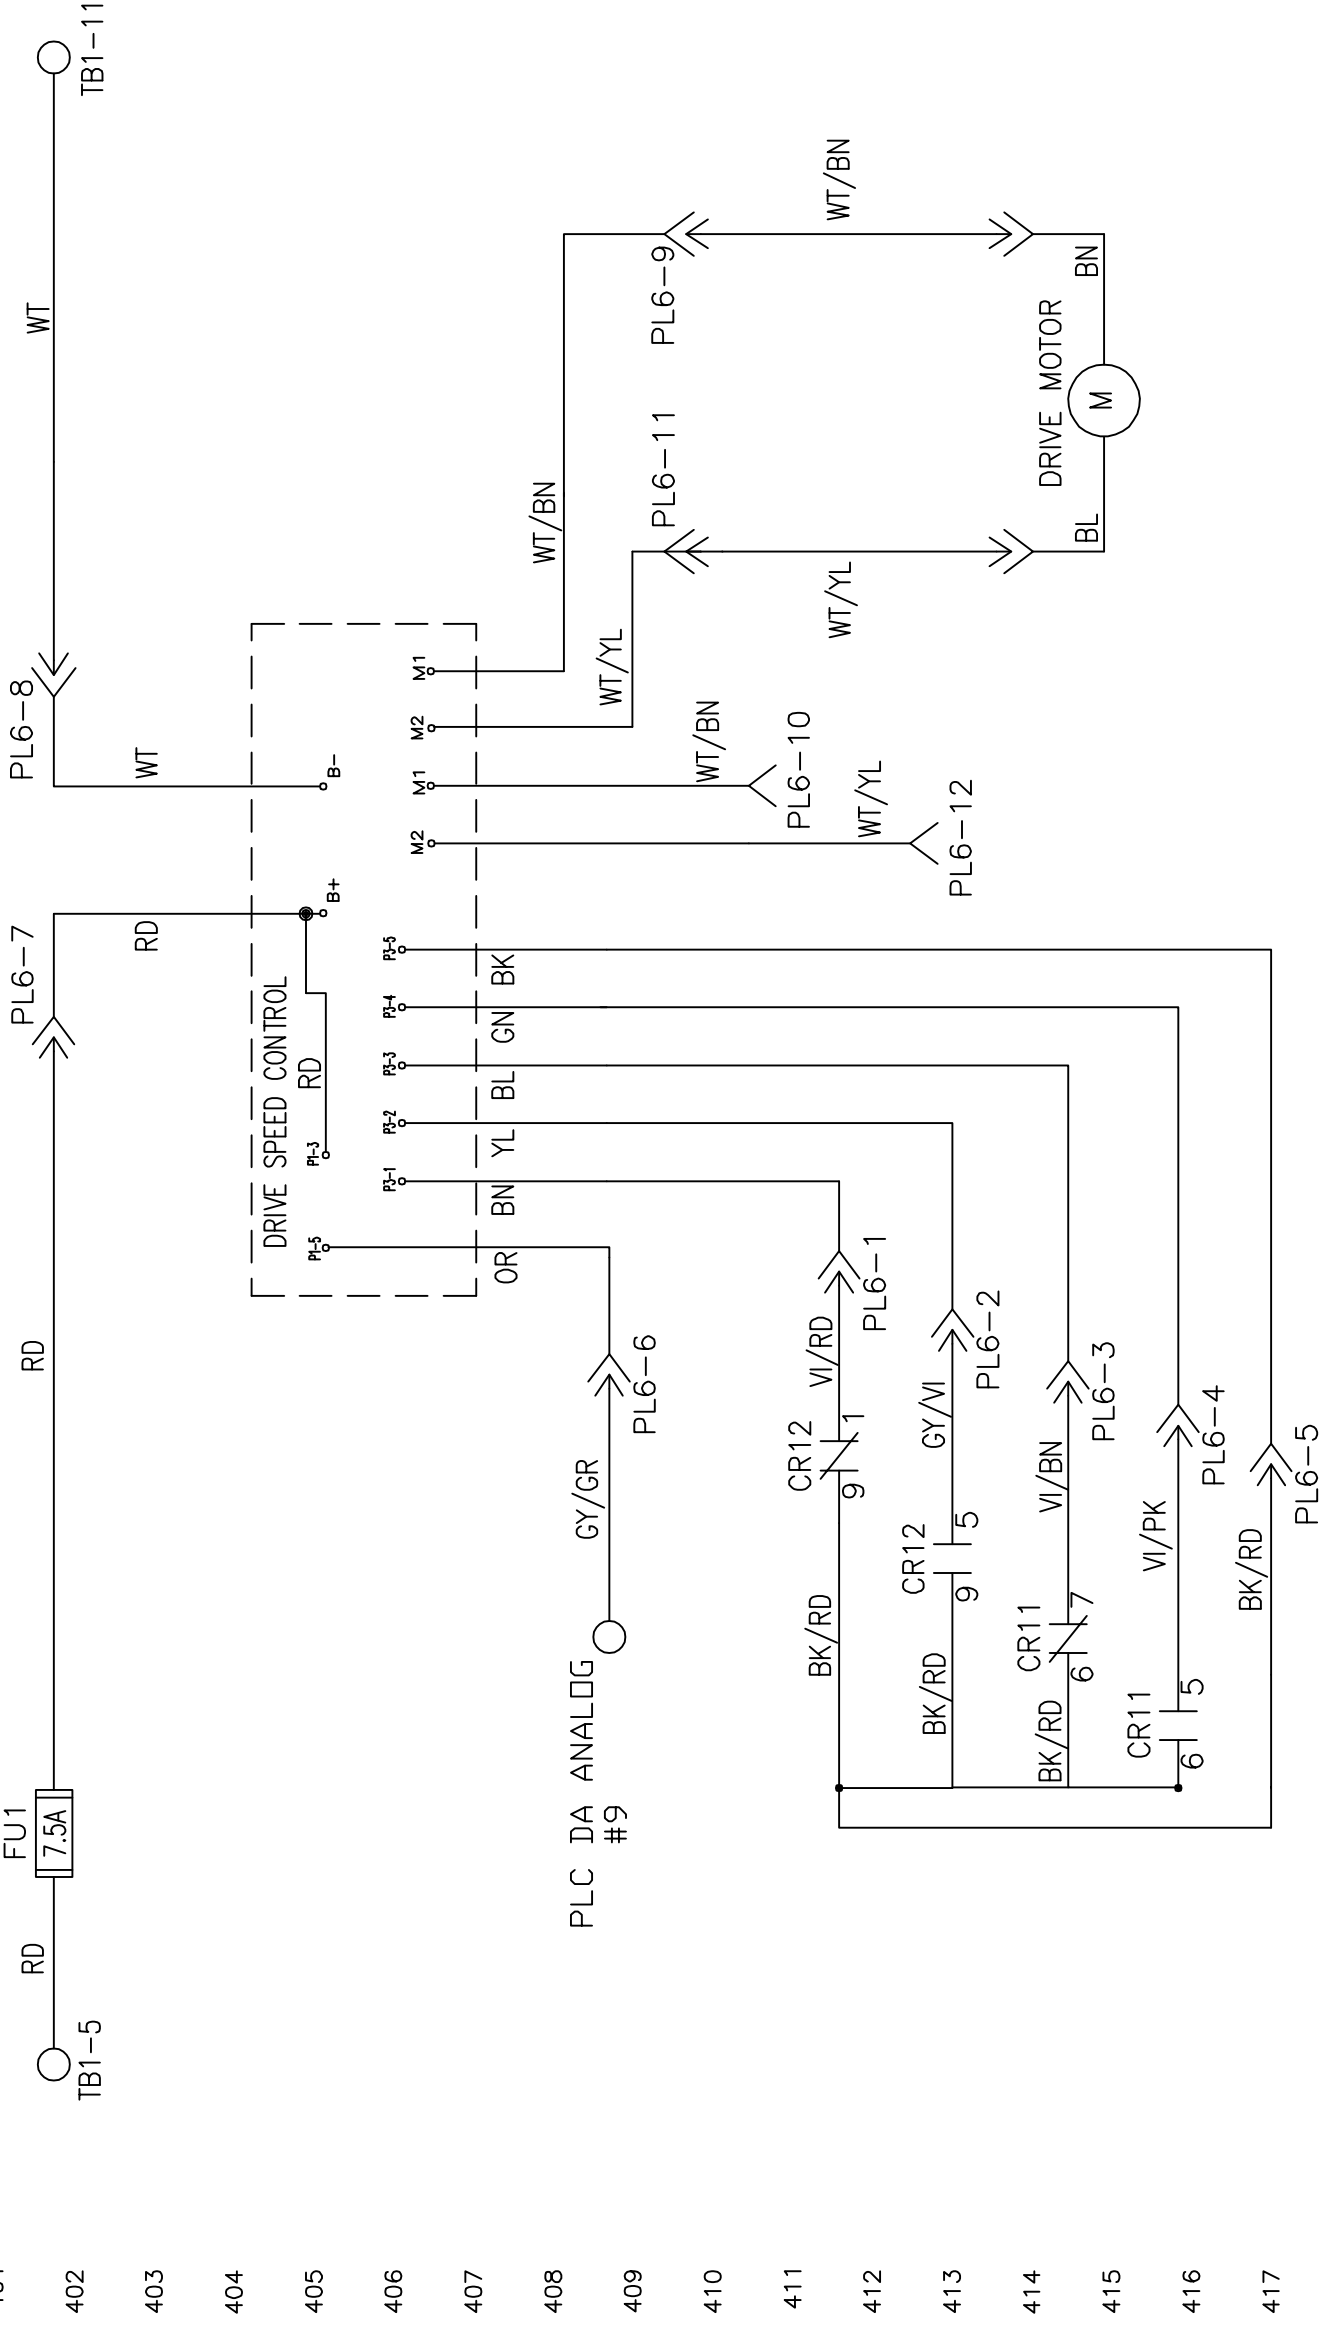 402
403
404
405
406
407
408
409
410
411
412
413
414
415
416
417
TB1-5
RD
FU1
7.5A
RD
PL6-7
PL6-8
WT
TB1-11
RD
WT
DRIVE SPEED CONTROL
RD
B+
B-
P1-5
P1-3
P3-1
P3-2
P3-3
P3-4
P3-5
M2
M1
M2
M1
OR
BN
YL
BL
GN
BK
WT/BN
PLC DA ANALOG
#9
GY/GR
PL6-6
WT/YL
PL6-11
PL6-9
WT/BN
PL6-10
BK/RD
CR12
9
1
VI/RD
PL6-1
WT/YL
PL6-12
WT/YL
WT/BN
BK/RD
CR12
9
5
GY/VI
PL6-2
DRIVE MOTOR
BK/RD
CR11
6
7
VI/BN
PL6-3
BL
M
BN
CR11
6
5
VI/PK
PL6-4
BK/RD
PL6-5